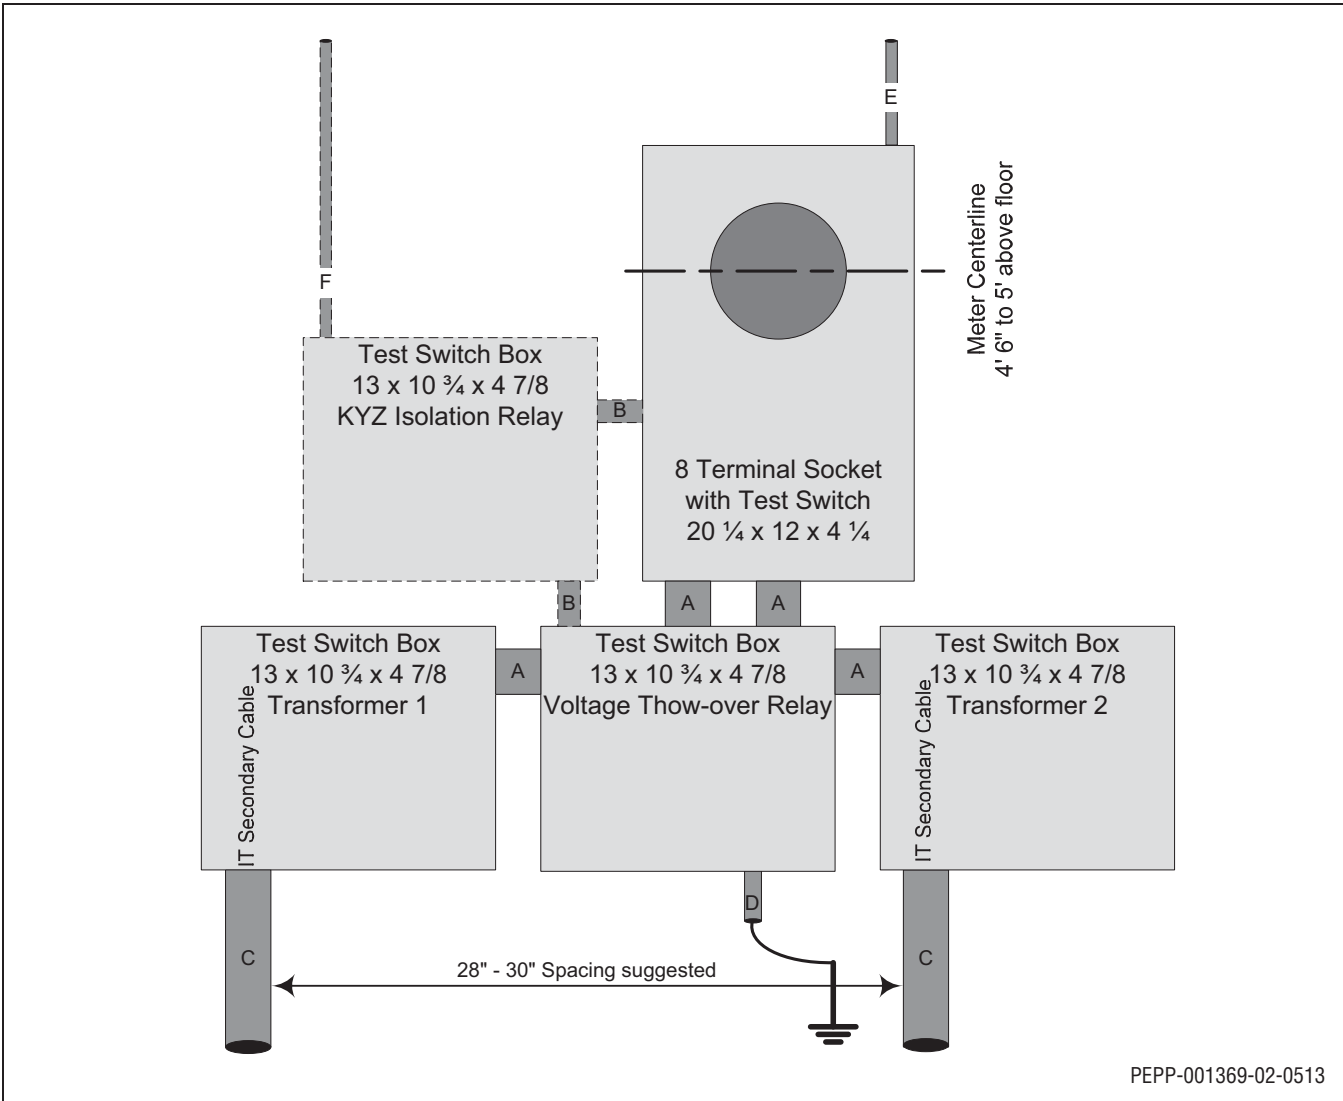 E
Meter Centerline
4' 6" to 5' above floor
F
Test Switch Box
13 x 10 ¾ x 4 7/8
KYZ Isolation Relay
B
8 Terminal Socket
with Test Switch
20 ¼ x 12 x 4 ¼
B
A
A
Test Switch Box
13 x 10 ¾ x 4 7/8
Transformer 1
IT Secondary Cable
A
Test Switch Box
13 x 10 ¾ x 4 7/8
Voltage Thow-over Relay
A
Test Switch Box
13 x 10 ¾ x 4 7/8
Transformer 2
IT Secondary Cable
D
C
28" - 30" Spacing suggested
C
PEPP-001369-02-0513